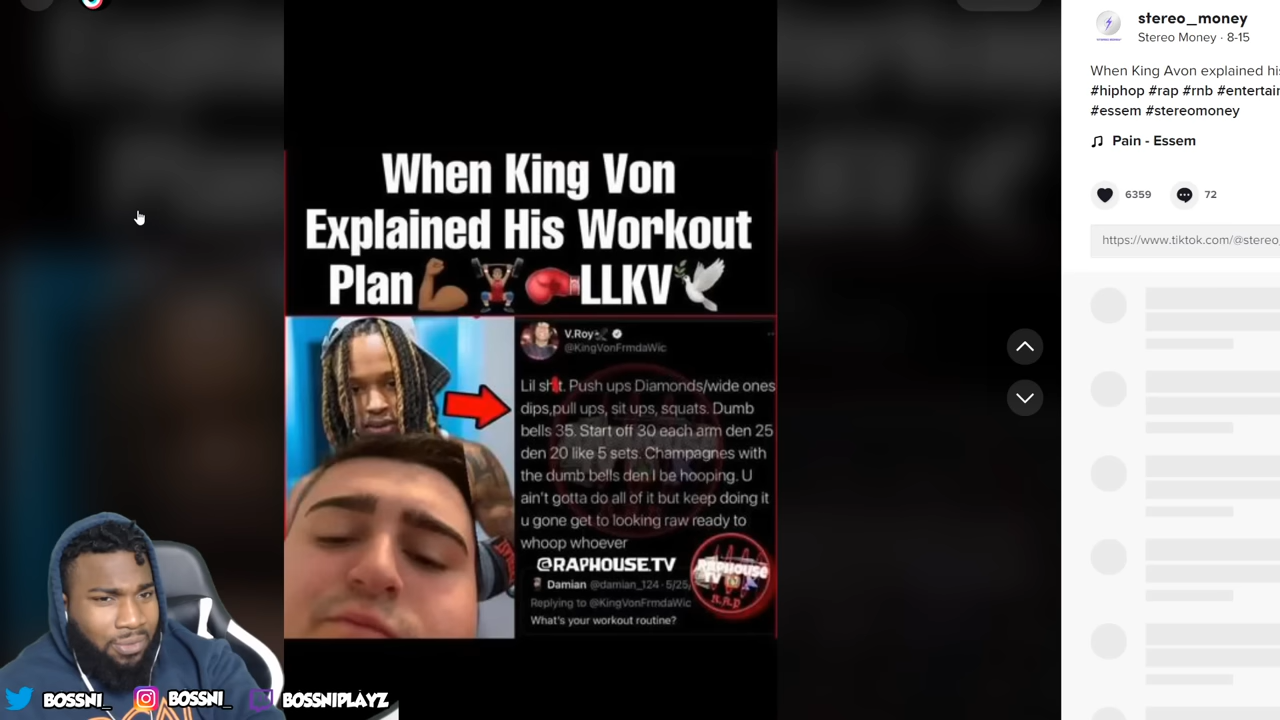 stereo_money
Stereo Money · 8-15
When King Avon explained his
#hiphop #rap #rnb #entertain
#essem #stereomoney
Pain - Essem
6359
72
https://www.tiktok.com/@stereo
When King Von
Explained His Workout
Plan💪🏾🏋🏾🥊LLKV🕊
V.Roy
@KingVonFrmdaWic
Lil sh t. Push ups Diamonds/wide ones
dips,pull ups, sit ups, squats. Dumb
bells 35. Start off 30 each arm den 25
den 20 like 5 sets. Champagnes with
the dumb bells den I be hooping. U
ain't gotta do all of it but keep doing it
u gone get to looking raw ready to
whoop whoever
@RAPHOUSE.TV
RAPHOUSE
TV
R.A.P
Damian @damian_124 · 5/25/
Replying to @KingVonFrmdaWic
What's your workout routine?
BOSSNI_
BOSSNI_
BOSSNIPLAYZ